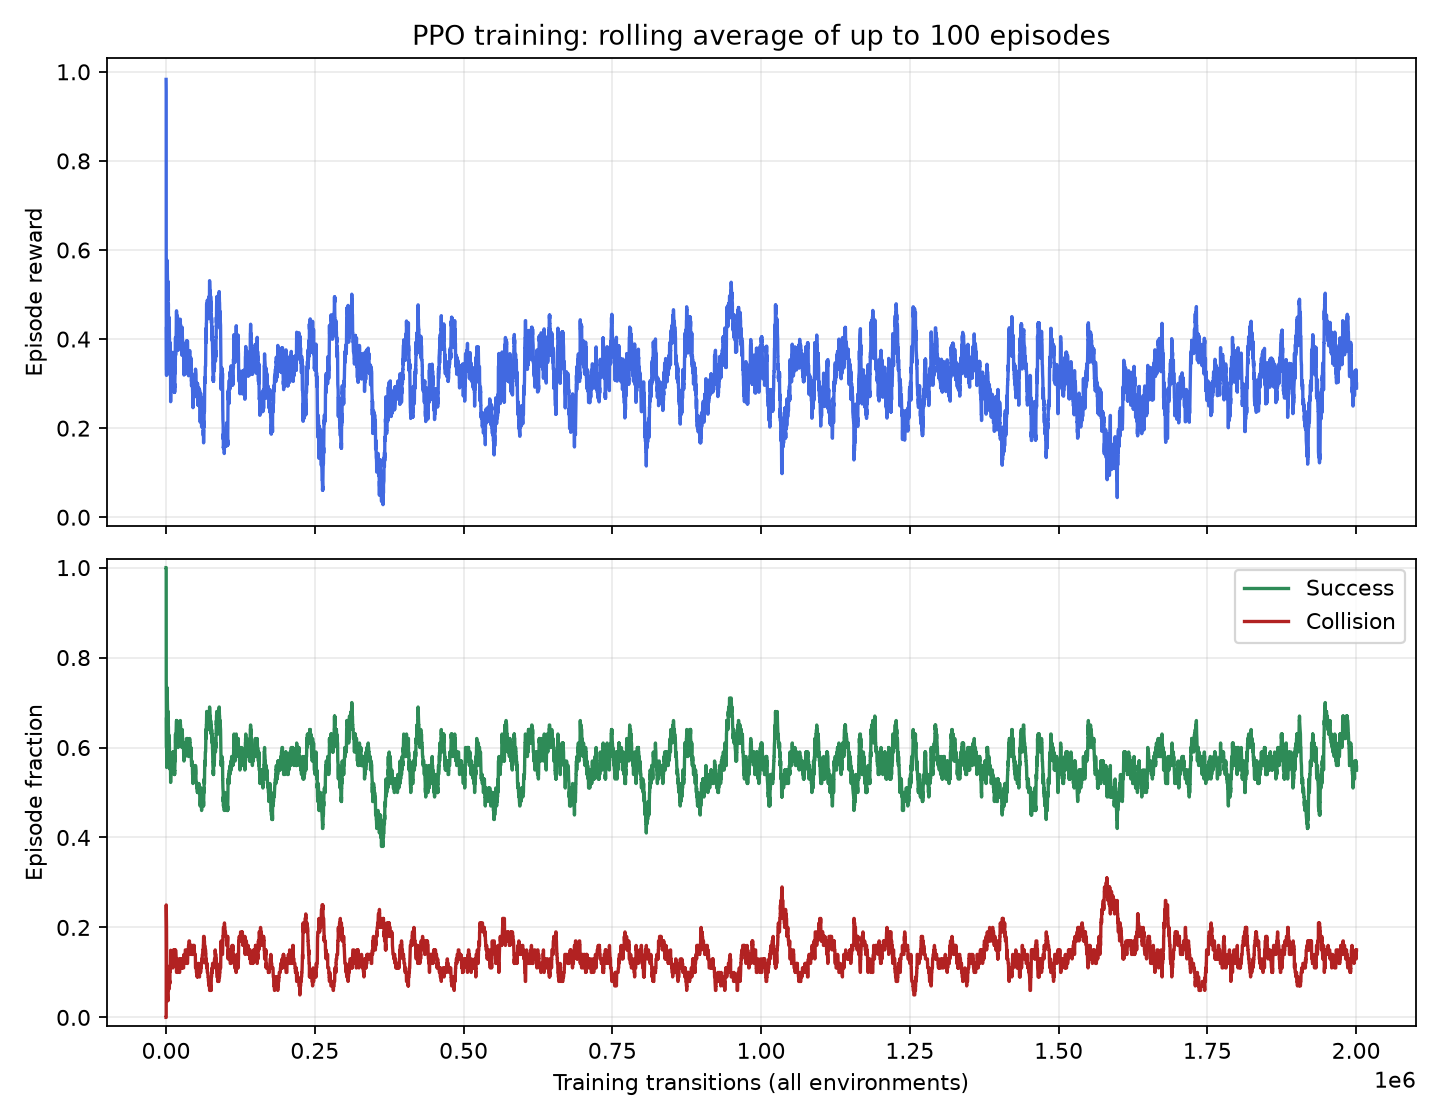 PPO training: rolling average of up to 100 episodes
1.0
0.8
0.6
0.4
0.2
0.0
Episode reward
1.0
0.8
0.6
0.4
0.2
0.0
Episode fraction
Success
Collision
0.00 0.25 0.50 0.75 1.00 1.25 1.50 1.75 2.00
1e6
Training transitions (all environments)